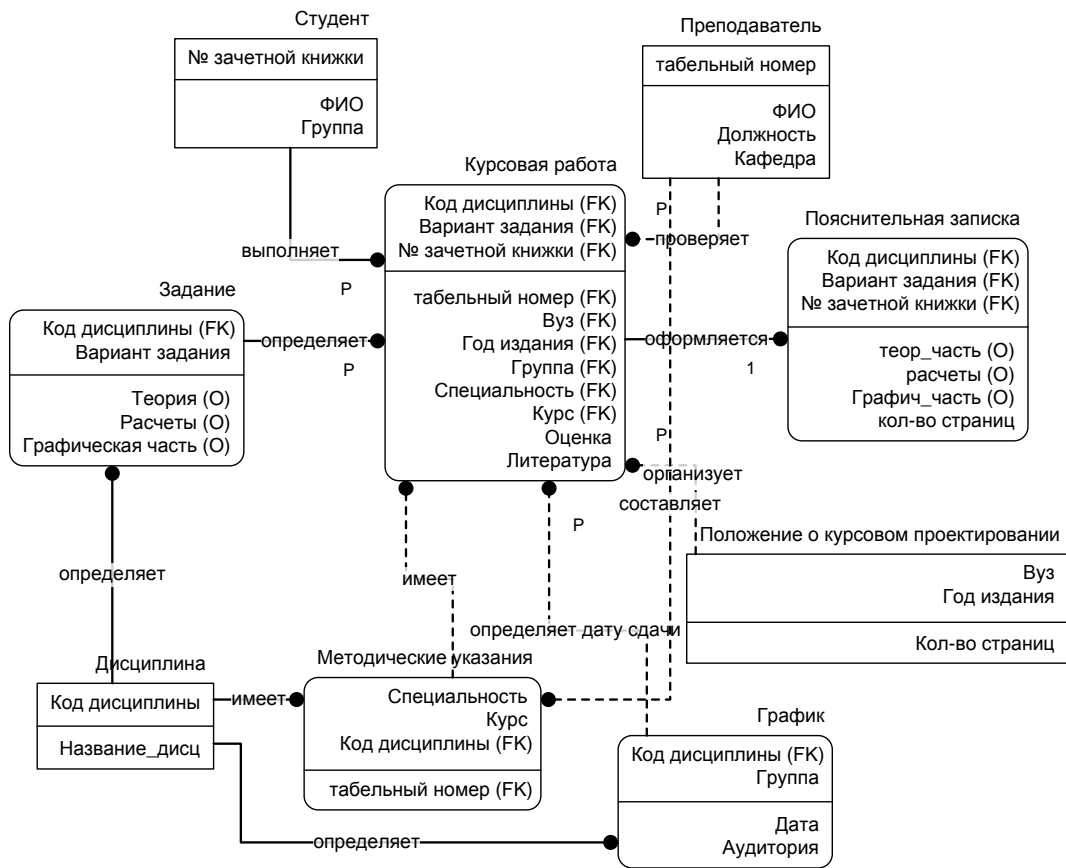 Студент
№ зачетной книжки
ФИО
Группа
Преподаватель
табельный номер
ФИО
Должность
Кафедра
Курсовая работа
Код дисциплины (FK)
Вариант задания (FK)
№ зачетной книжки (FK)
табельный номер (FK)
Вуз (FK)
Год издания (FK)
Группа (FK)
Специальность (FK)
Курс (FK)
Оценка
Литература
Пояснительная записка
Код дисциплины (FK)
Вариант задания (FK)
№ зачетной книжки (FK)
теор_часть (O)
расчеты (O)
Графич_часть (O)
кол-во страниц
P
проверяет
выполняет
P
Задание
Код дисциплины (FK)
Вариант задания
Теория (O)
Расчеты (O)
Графическая часть (O)
определяет
P
оформляется
1
P
организует
составляет
P
Положение о курсовом проектировании
Вуз
Год издания
Кол-во страниц
определяет
имеет
определяет дату сдачи
Дисциплина
Код дисциплины
Название_дисц
имеет
Методические указания
Специальность
Курс
Код дисциплины (FK)
табельный номер (FK)
График
Код дисциплины (FK)
Группа
Дата
Аудитория
определяет